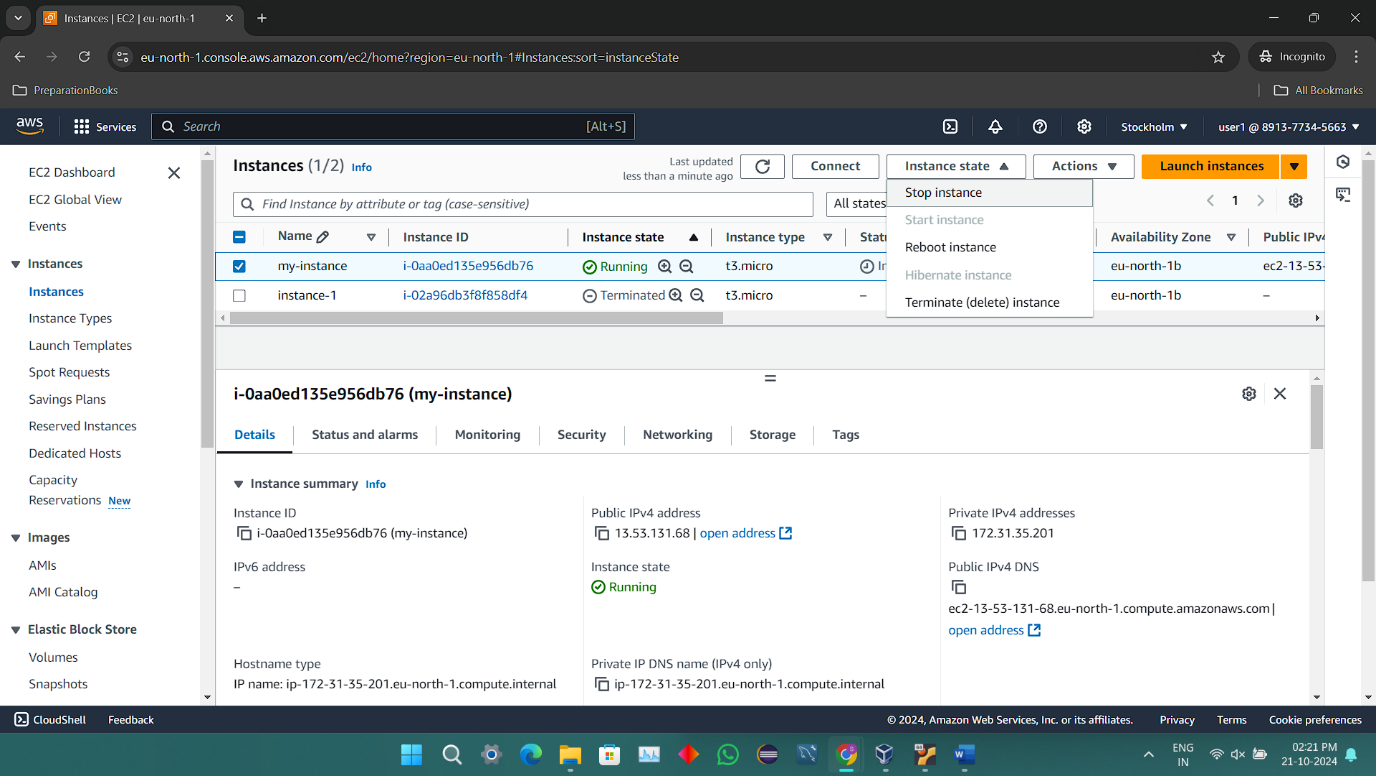 Instances | EC2 | eu-north-1
eu-north-1.console.aws.amazon.com/ec2/home?region=eu-north-1#Instances:sort=instanceState
Incognito
PreparationBooks
All Bookmarks
aws
Services
Search
[Alt+S]
Stockholm
user1 @ 8913-7734-5663
EC2 Dashboard
EC2 Global View
Events
Instances
Instances
Instance Types
Launch Templates
Spot Requests
Savings Plans
Reserved Instances
Dedicated Hosts
Capacity
Reservations New
Images
AMIs
AMI Catalog
Elastic Block Store
Volumes
Snapshots
Instances (1/2) Info
Last updated
less than a minute ago
Connect
Instance state
Actions
Launch instances
Find Instance by attribute or tag (case-sensitive)
All states
1
Stop instance
Start instance
Reboot instance
Hibernate instance
Terminate (delete) instance
Name
Instance ID
Instance state
Instance type
Availability Zone
my-instance
i-0aa0ed135e956db76
Running
t3.micro
eu-north-1b
ec2-13-53-
instance-1
i-02a96db3f8f858df4
Terminated
t3.micro
–
eu-north-1b
–
i-0aa0ed135e956db76 (my-instance)
Details
Status and alarms
Monitoring
Security
Networking
Storage
Tags
Instance summary Info
Instance ID
i-0aa0ed135e956db76 (my-instance)
Public IPv4 address
13.53.131.68 | open address
Private IPv4 addresses
172.31.35.201
IPv6 address
–
Instance state
Running
Public IPv4 DNS
ec2-13-53-131-68.eu-north-1.compute.amazonaws.com |
open address
Hostname type
IP name: ip-172-31-35-201.eu-north-1.compute.internal
Private IP DNS name (IPv4 only)
ip-172-31-35-201.eu-north-1.compute.internal
CloudShell
Feedback
© 2024, Amazon Web Services, Inc. or its affiliates.
Privacy
Terms
Cookie preferences
ENG
IN
02:21 PM
21-10-2024